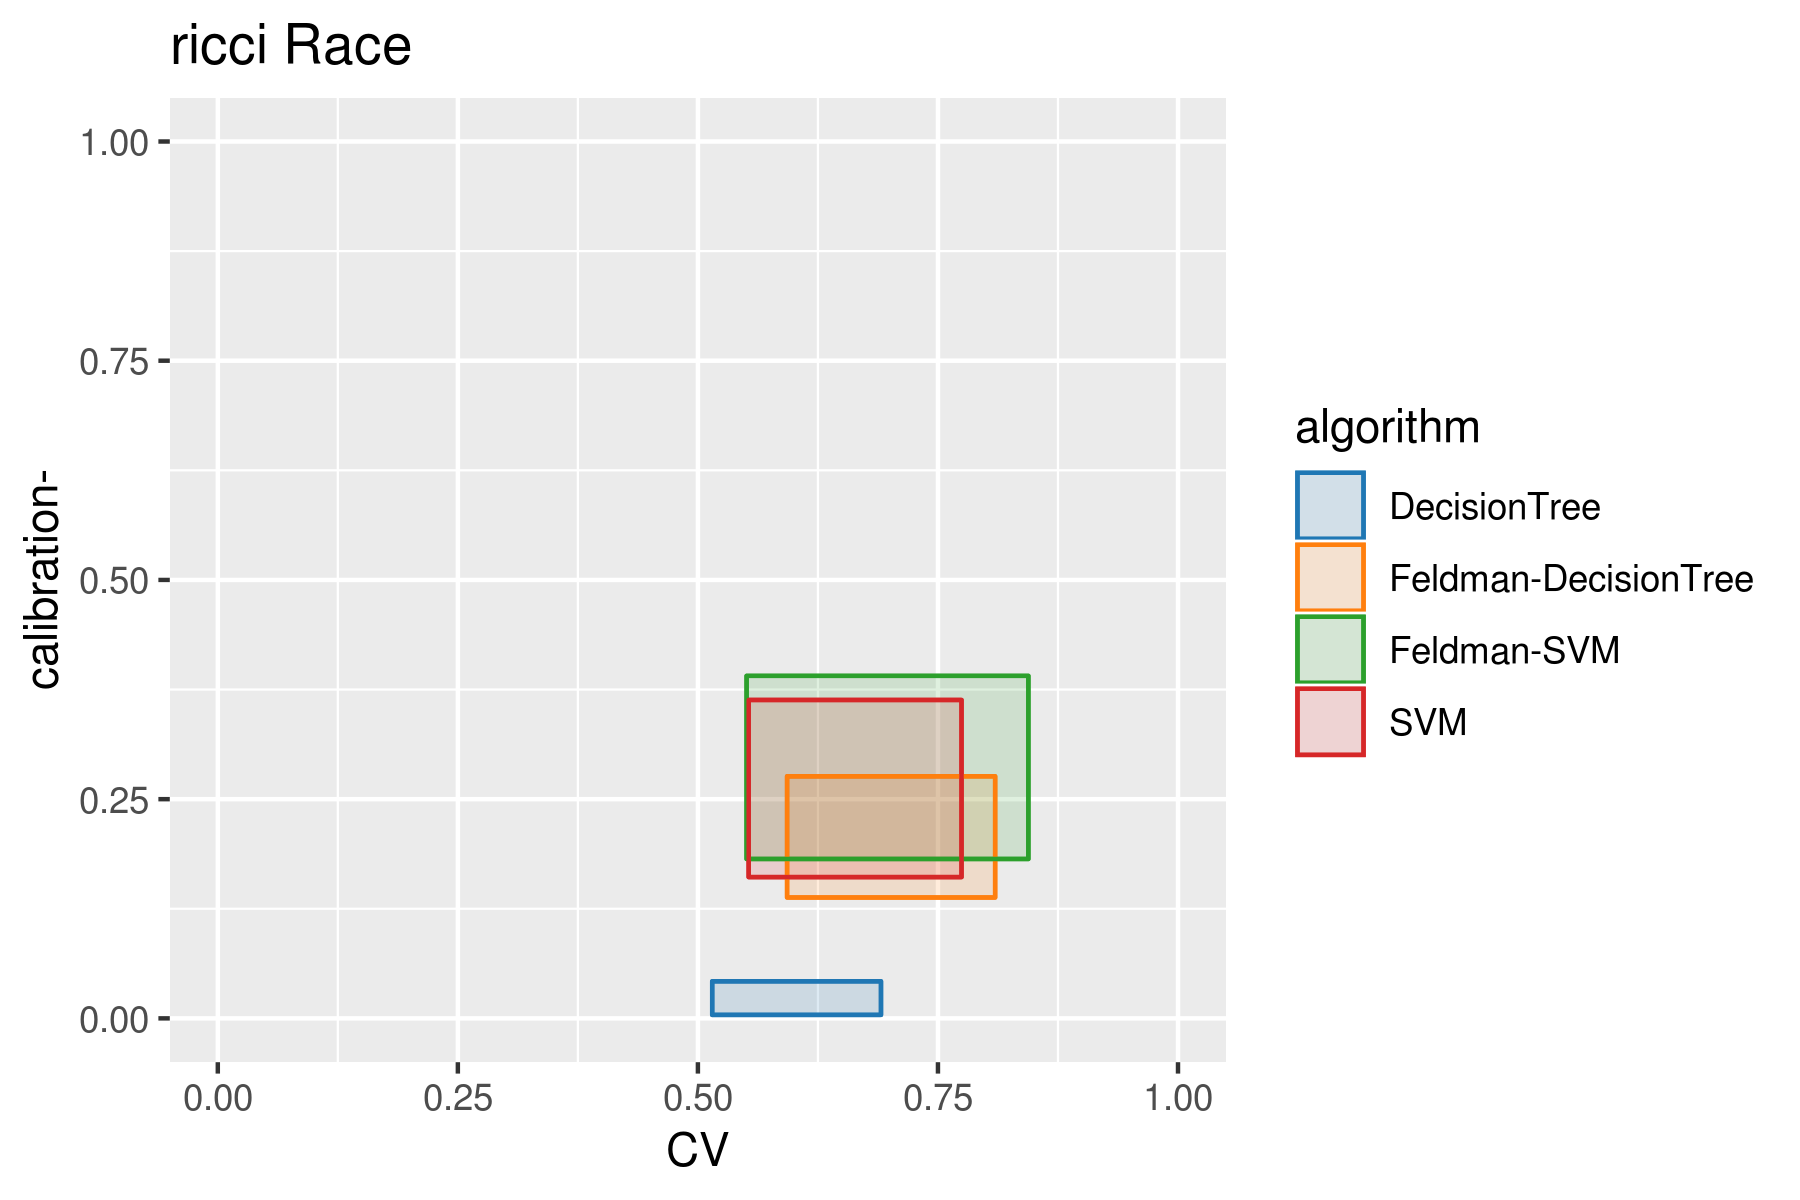 ricci Race
1.00
0.75
0.50
0.25
0.00
calibration-
0.00 0.25 0.50 0.75 1.00
CV
algorithm
DecisionTree
Feldman-DecisionTree
Feldman-SVM
SVM